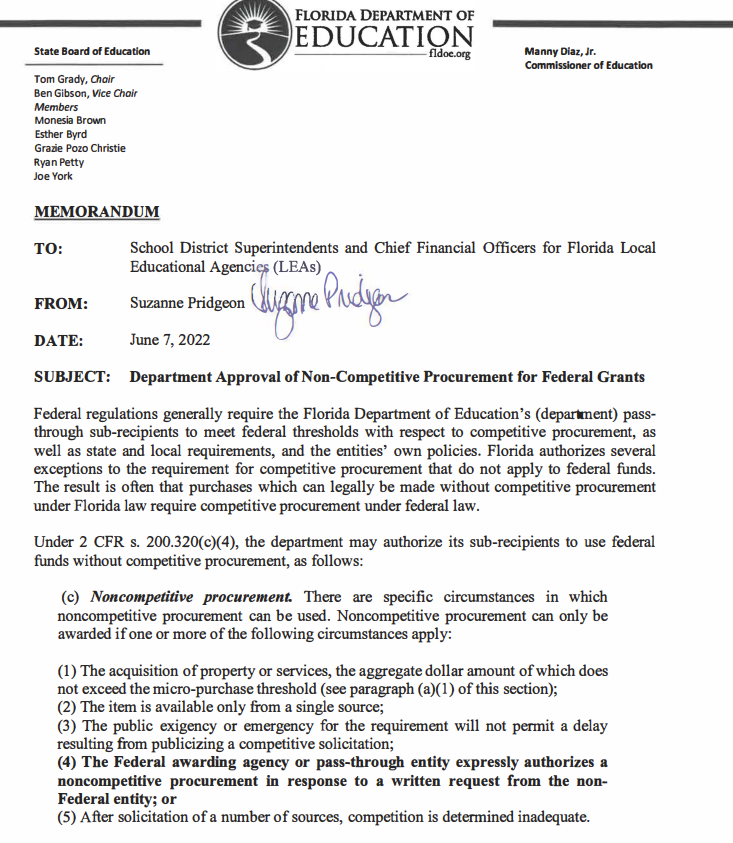 FLORIDA DEPARTMENT OF
EDUCATION
fldoe.org
State Board of Education
Tom Grady, Chair
Ben Gibson, Vice Chair
Members
Monesia Brown
Esther Byrd
Grazie Pozo Christie
Ryan Petty
Joe York
Manny Diaz, Jr.
Commissioner of Education
MEMORANDUM
TO: School District Superintendents and Chief Financial Officers for Florida Local
Educational Agencies (LEAs)
FROM: Suzanne Pridgeon Suzanne Pridgeon
DATE: June 7, 2022
SUBJECT: Department Approval of Non-Competitive Procurement for Federal Grants
Federal regulations generally require the Florida Department of Education's (department) pass-
through sub-recipients to meet federal thresholds with respect to competitive procurement, as
well as state and local requirements, and the entities' own policies. Florida authorizes several
exceptions to the requirement for competitive procurement that do not apply to federal funds.
The result is often that purchases which can legally be made without competitive procurement
under Florida law require competitive procurement under federal law.
Under 2 CFR s. 200.320(c)(4), the department may authorize its sub-recipients to use federal
funds without competitive procurement, as follows:
(c) Noncompetitive procurement. There are specific circumstances in which
noncompetitive procurement can be used. Noncompetitive procurement can only be
awarded if one or more of the following circumstances apply:
(1) The acquisition of property or services, the aggregate dollar amount of which does
not exceed the micro-purchase threshold (see paragraph (a)(1) of this section);
(2) The item is available only from a single source;
(3) The public exigency or emergency for the requirement will not permit a delay
resulting from publicizing a competitive solicitation;
(4) The Federal awarding agency or pass-through entity expressly authorizes a
noncompetitive procurement in response to a written request from the non-
Federal entity; or
(5) After solicitation of a number of sources, competition is determined inadequate.